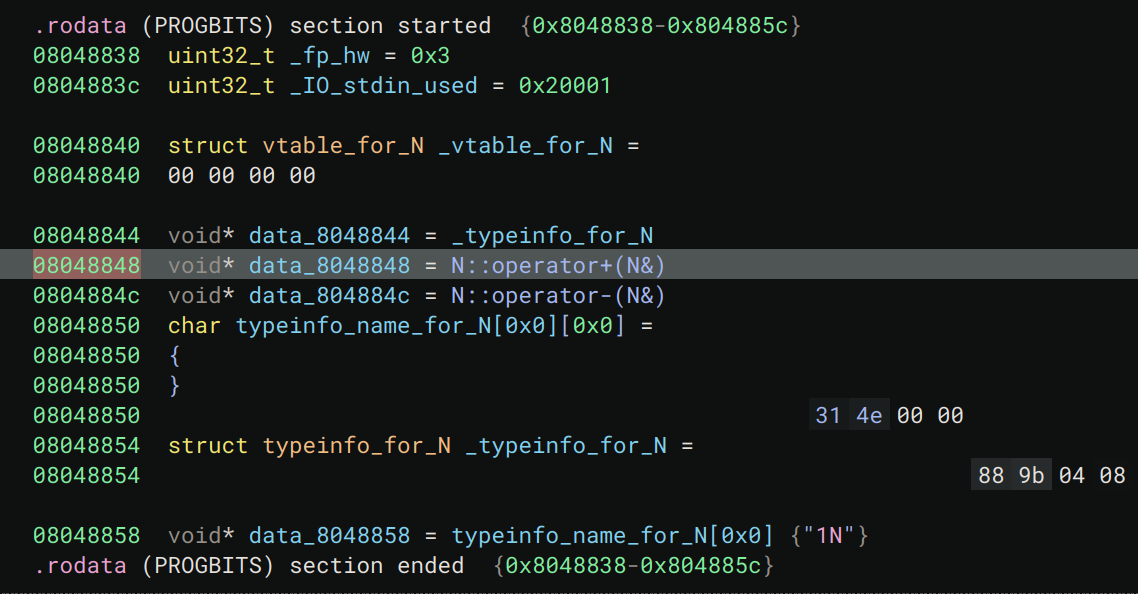 .rodata (PROGBITS) section started  {0x8048838-0x804885c}
08048838  uint32_t _fp_hw = 0x3
0804883c  uint32_t _IO_stdin_used = 0x20001
08048840  struct vtable_for_N _vtable_for_N =
08048840  00 00 00 00
08048844  void* data_8048844 = _typeinfo_for_N
08048848  void* data_8048848 = N::operator+(N&)
0804884c  void* data_804884c = N::operator-(N&)
08048850  char typeinfo_name_for_N[0x0][0x0] =
08048850  {
08048850  }
08048850  31 4e 00 00
08048854  struct typeinfo_for_N _typeinfo_for_N =
08048854  88 9b 04 08
08048858  void* data_8048858 = typeinfo_name_for_N[0x0] {"1N"}
.rodata (PROGBITS) section ended  {0x8048838-0x804885c}